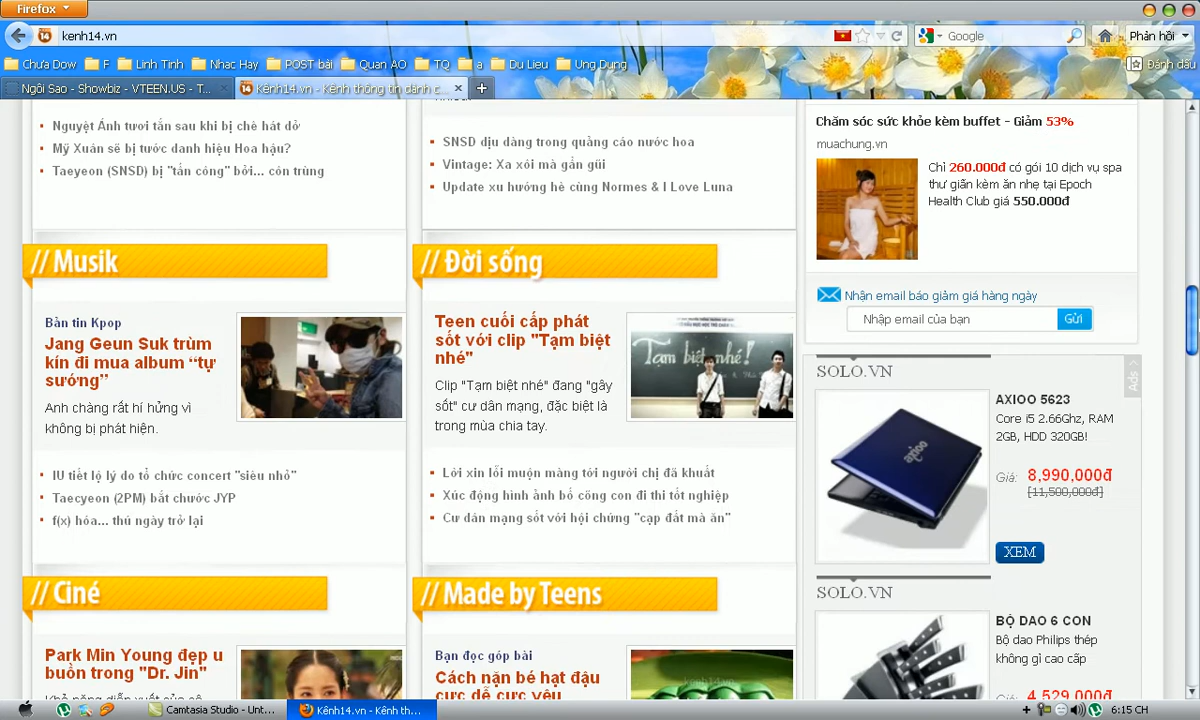 Firefox
kenh14.vn
Google
Phản hồi
Chưa Dow
F
Linh Tinh
Nhac Hay
POST bài
Quan AO
TQ
a
Du Lieu
Ung Dung
Đánh dấu
Ngôi Sao - Showbiz - VTEEN.US - T...
Kênh14.vn - Kênh thông tin dành c...
Nguyệt Ánh tươi tắn sau khi bị chê hát dở
Mỹ Xuân sẽ bị tước danh hiệu Hoa hậu?
Taeyeon (SNSD) bị "tấn công" bởi... côn trùng
SNSD dịu dàng trong quảng cáo nước hoa
Vintage: Xa xôi mà gần gũi
Update xu hướng hè cùng Normes & I Love Luna
// Musik
Bản tin Kpop
Jang Geun Suk trùm
kín đi mua album “tự
sướng”
Anh chàng rất hí hửng vì
không bị phát hiện.
IU tiết lộ lý do tổ chức concert "siêu nhỏ"
Taecyeon (2PM) bắt chước JYP
f(x) hóa... thú ngày trở lại
// Đời sống
Teen cuối cấp phát
sốt với clip "Tạm biệt
nhé"
Clip "Tạm biệt nhé" đang "gây
sốt" cư dân mạng, đặc biệt là
trong mùa chia tay.
Tạm biệt nhé!
Lời xin lỗi muộn màng tới người chị đã khuất
Xúc động hình ảnh bố cõng con đi thi tốt nghiệp
Cư dân mạng sốt với hội chứng "cạp đất mà ăn"
// Ciné
Park Min Young đẹp u
buồn trong "Dr. Jin"
// Made by Teens
Bạn đọc góp bài
Cách nặn bé hạt đậu
cực dễ cực yêu
kenh14.vn
Chăm sóc sức khỏe kèm buffet - Giảm 53%
muachung.vn
Chỉ 260.000đ có gói 10 dịch vụ spa
thư giãn kèm ăn nhẹ tại Epoch
Health Club giá 550.000đ
Nhận email báo giảm giá hàng ngày
Nhập email của bạn
Gửi
Ads
SOLO.VN
axioo
AXIOO 5623
Core i5 2.66Ghz, RAM
2GB, HDD 320GB!
Giá: 8,990,000đ
[11,500,000đ]
XEM
SOLO.VN
BỘ DAO 6 CON
Bộ dao Philips thép
không gỉ cao cấp
Giá: 4,529,000đ
Camtasia Studio - Unt...
Kênh14.vn - Kênh th...
6:15 CH